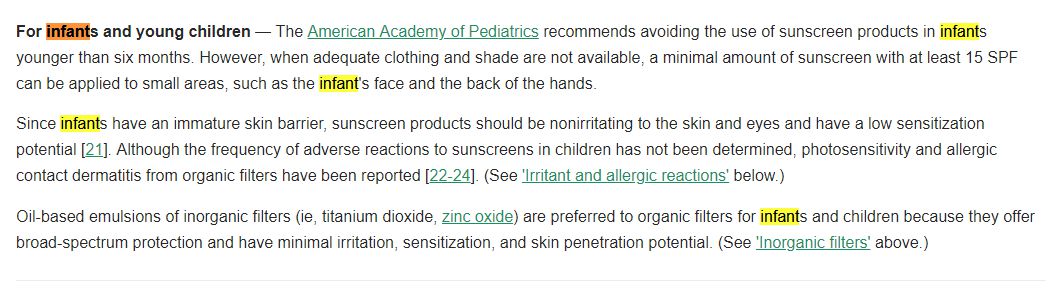 For infants and young children — The American Academy of Pediatrics recommends avoiding the use of sunscreen products in infants
younger than six months. However, when adequate clothing and shade are not available, a minimal amount of sunscreen with at least 15 SPF
can be applied to small areas, such as the infant's face and the back of the hands.
Since infants have an immature skin barrier, sunscreen products should be nonirritating to the skin and eyes and have a low sensitization
potential [21]. Although the frequency of adverse reactions to sunscreens in children has not been determined, photosensitivity and allergic
contact dermatitis from organic filters have been reported [22-24]. (See 'Irritant and allergic reactions' below.)
Oil-based emulsions of inorganic filters (ie, titanium dioxide, zinc oxide) are preferred to organic filters for infants and children because they offer
broad-spectrum protection and have minimal irritation, sensitization, and skin penetration potential. (See 'Inorganic filters' above.)